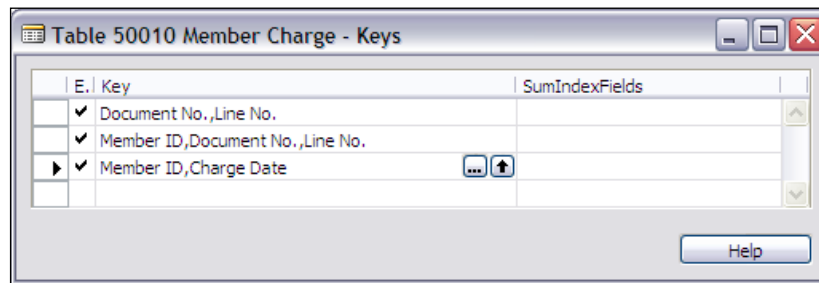 Table 50010 Member Charge - Keys
E. Key SumIndexFields
Document No.,Line No.
Member ID,Document No.,Line No.
Member ID,Charge Date ...
Help